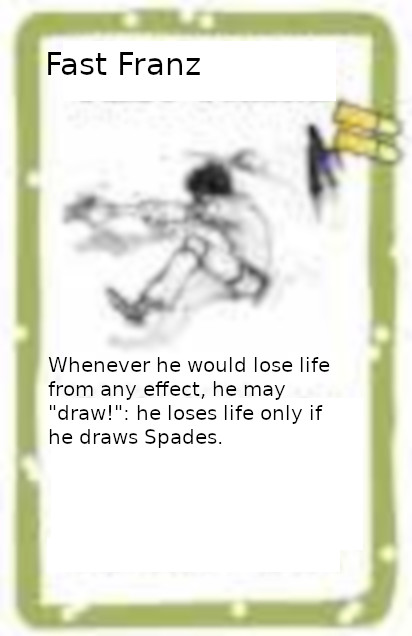 Fast Franz
Whenever he would lose life
from any effect, he may
"draw!": he loses life only if
he draws Spades.